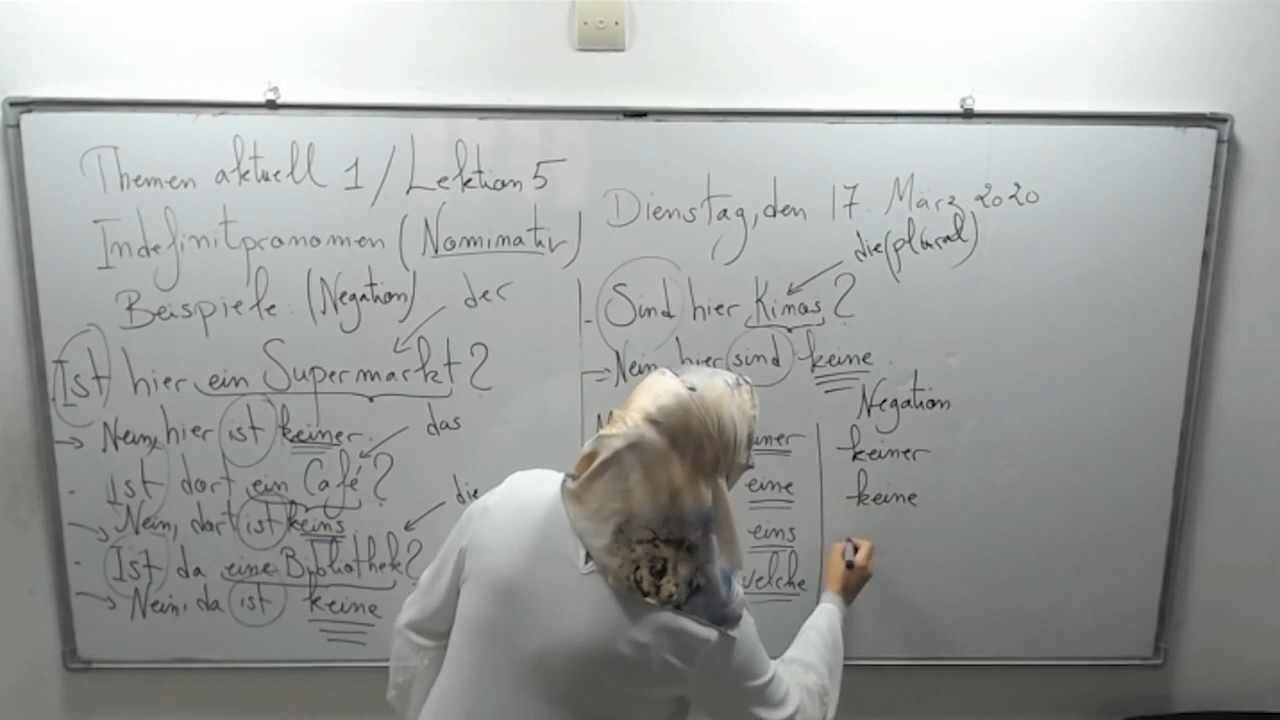 Themen aktuell 1 / Lektion 5
Indefinitpronomen (Nominativ)
Beispiele: (Negation)
der
Ist hier ein Supermarkt?
→ Nein, hier ist keiner.
das
- Ist dort ein Café?
→ Nein, dort ist keins
die
- Ist da eine Bibliothek?
→ Nein, da ist keine
Dienstag, den 17. März 2020
die (plural)
- Sind hier Kinos?
→ Nein, hier sind keine.
Negation
einer
keiner
eine
keine
eins
welche